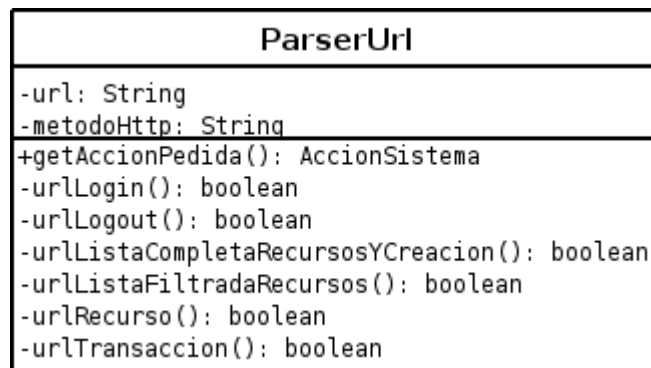 ParserUrl
-url: String
-metodoHttp: String
+getAccionPedida(): AccionSistema
-urlLogin(): boolean
-urlLogout(): boolean
-urlListaCompletaRecursosYCreacion(): boolean
-urlListaFiltradaRecursos(): boolean
-urlRecurso(): boolean
-urlTransaccion(): boolean